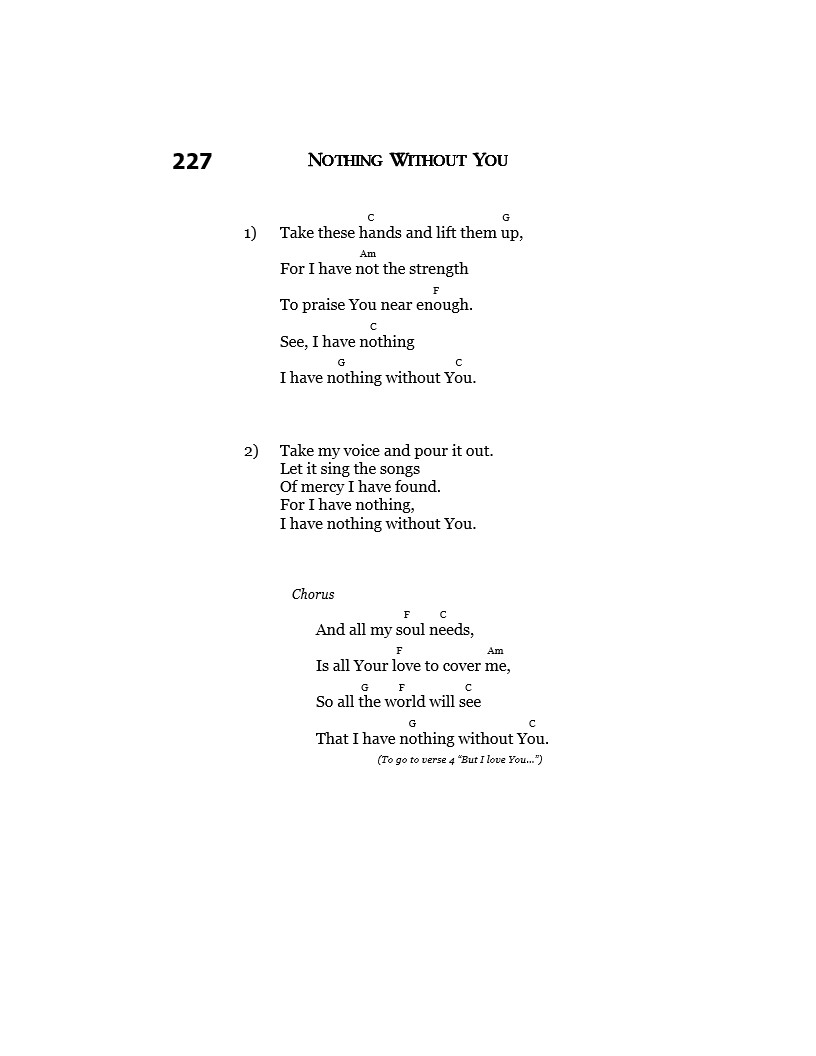 227 NOTHING WITHOUT YOU
C G
1) Take these hands and lift them up,
Am
For I have not the strength
F
To praise You near enough.
C
See, I have nothing
G C
I have nothing without You.
2) Take my voice and pour it out.
Let it sing the songs
Of mercy I have found.
For I have nothing,
I have nothing without You.
Chorus
F C
And all my soul needs,
F Am
Is all Your love to cover me,
G F C
So all the world will see
G C
That I have nothing without You.
(To go to verse 4 “But I love You...”)